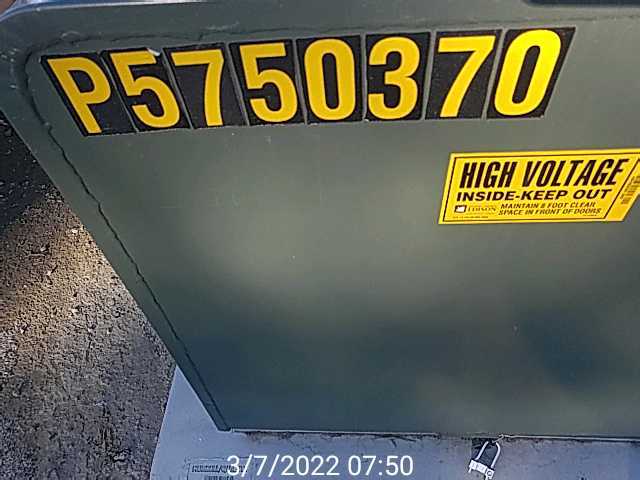 P5750370
HIGH VOLTAGE
INSIDE-KEEP OUT
EDISON
MAINTAIN 8 FOOT CLEAR
SPACE IN FRONT OF DOORS
3/7/2022 07:50